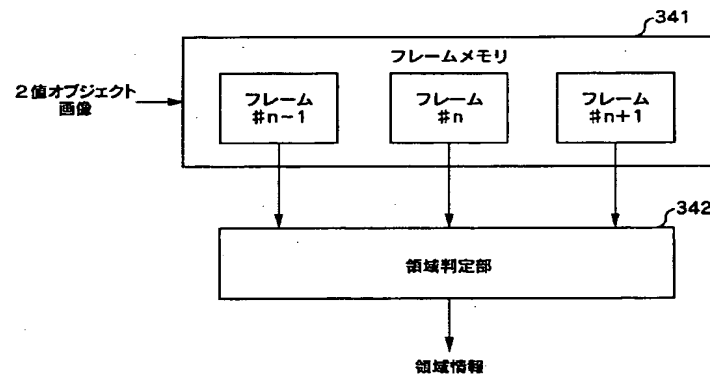 341
フレームメモリ
2値オブジェクト
画像
フレーム
#n-1
フレーム
#n
フレーム
#n+1
342
領域判定部
領域情報